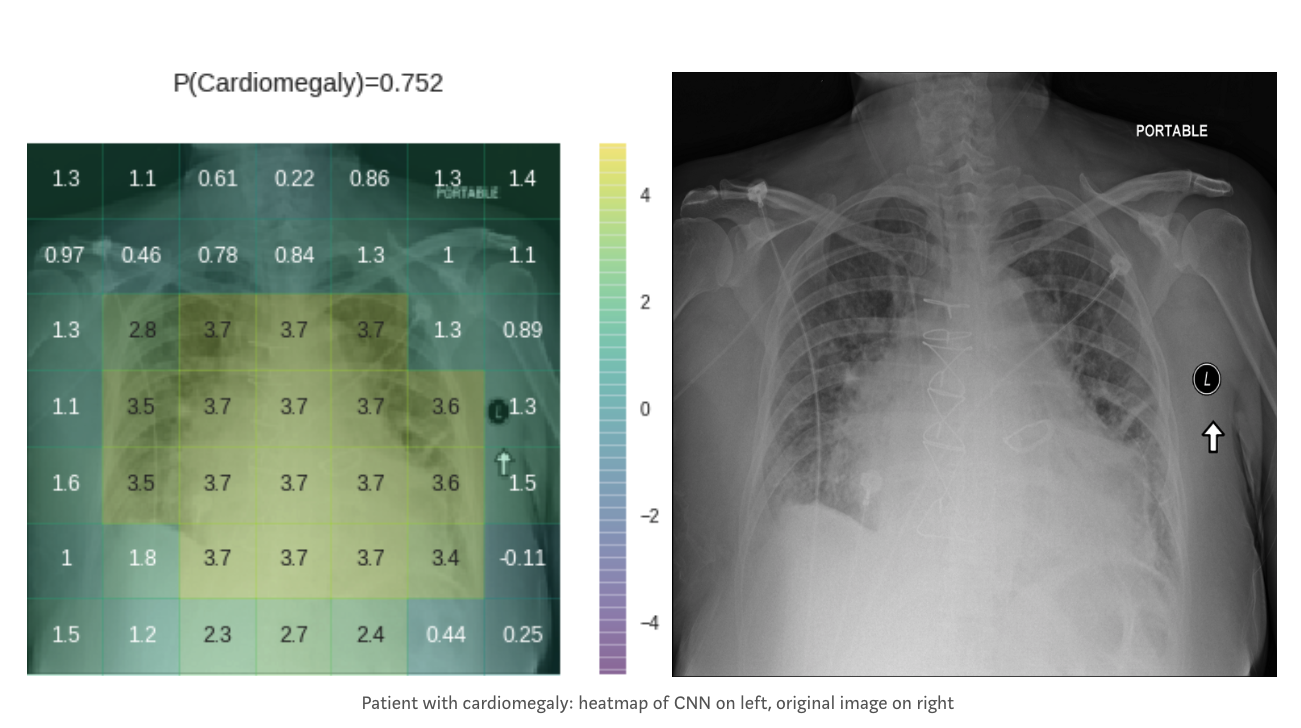 P(Cardiomegaly)=0.752
1.3 1.1 0.61 0.22 0.86 1.3 1.4
PORTABLE
0.97 0.46 0.78 0.84 1.3 1 1.1
1.3 2.8 3.7 3.7 3.7 1.3 0.89
1.1 3.5 3.7 3.7 3.7 3.6 L 1.3
1.6 3.5 3.7 3.7 3.7 3.6 1.5
1 1.8 3.7 3.7 3.7 3.4 -0.11
1.5 1.2 2.3 2.7 2.4 0.44 0.25
4
2
0
−2
−4
PORTABLE
L
Patient with cardiomegaly: heatmap of CNN on left, original image on right